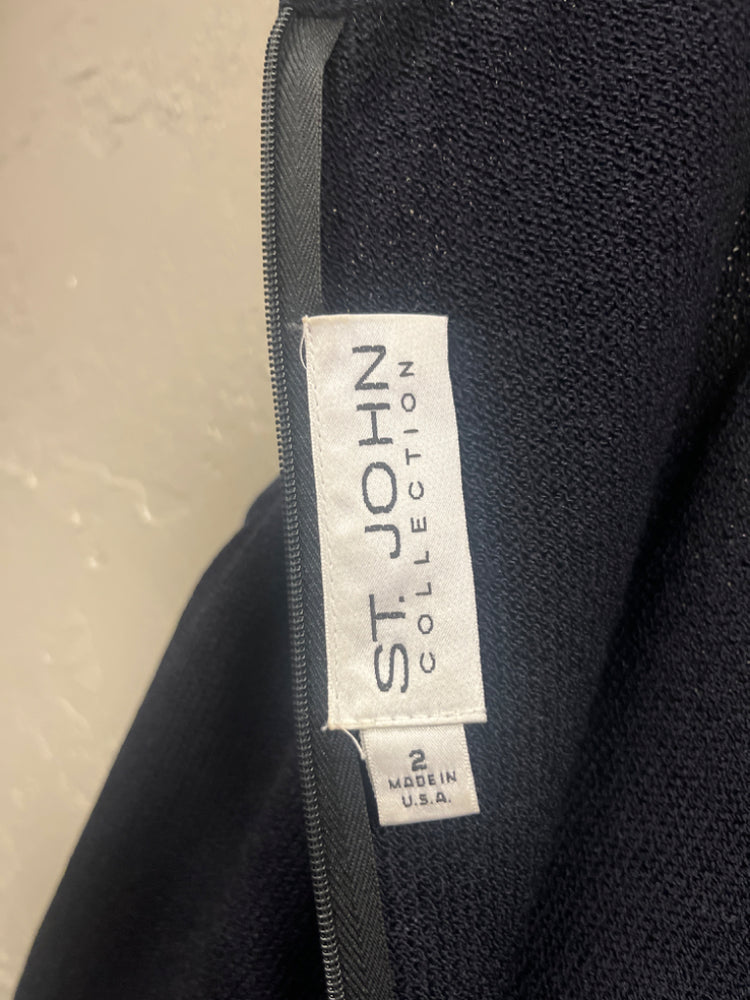 ST. JOHN
COLLECTION
2
MADE IN
U.S.A.